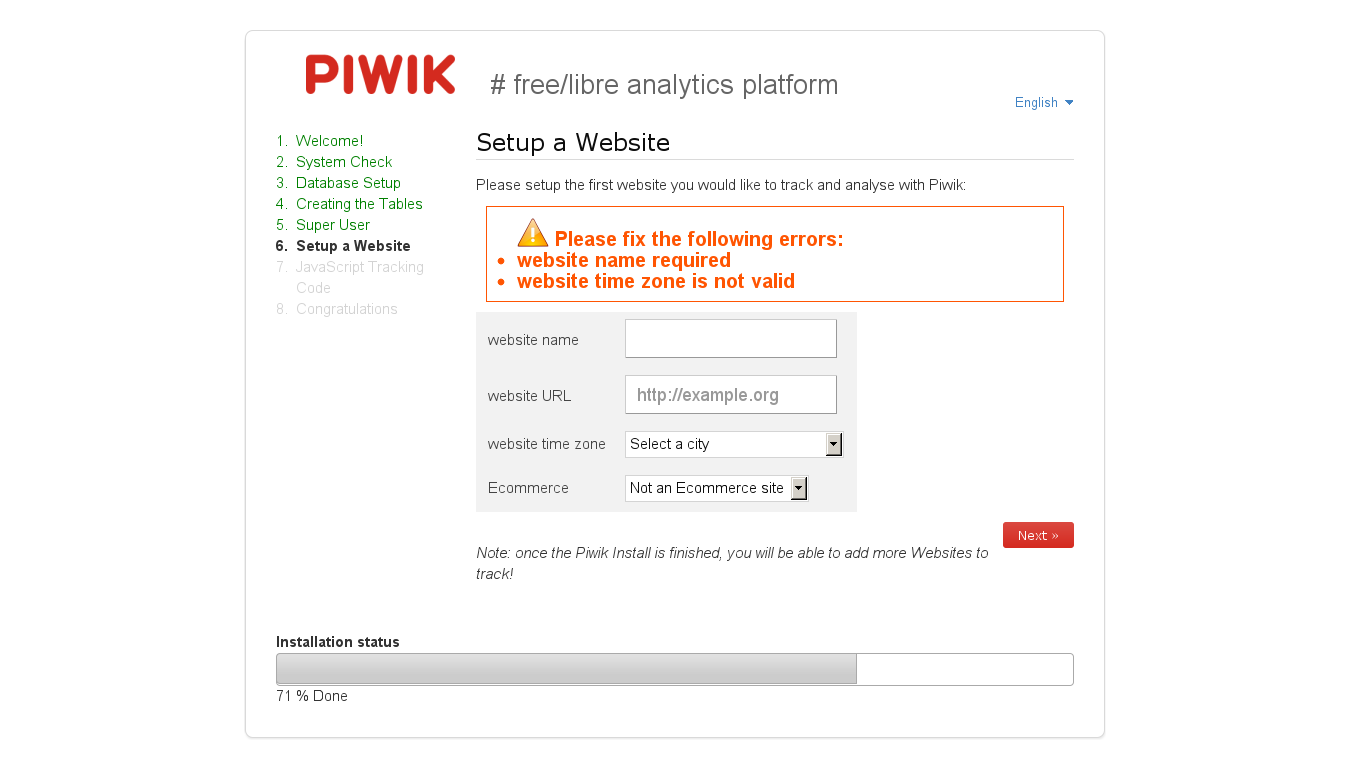 PIWIK
# free/libre analytics platform
English
1. Welcome!
2. System Check
3. Database Setup
4. Creating the Tables
5. Super User
6. Setup a Website
7. JavaScript Tracking
Code
8. Congratulations
Setup a Website
Please setup the first website you would like to track and analyse with Piwik:
Please fix the following errors:
• website name required
• website time zone is not valid
website name
website URL
http://example.org
website time zone
Select a city
Ecommerce
Not an Ecommerce site
Next »
Note: once the Piwik Install is finished, you will be able to add more Websites to
track!
Installation status
71 % Done